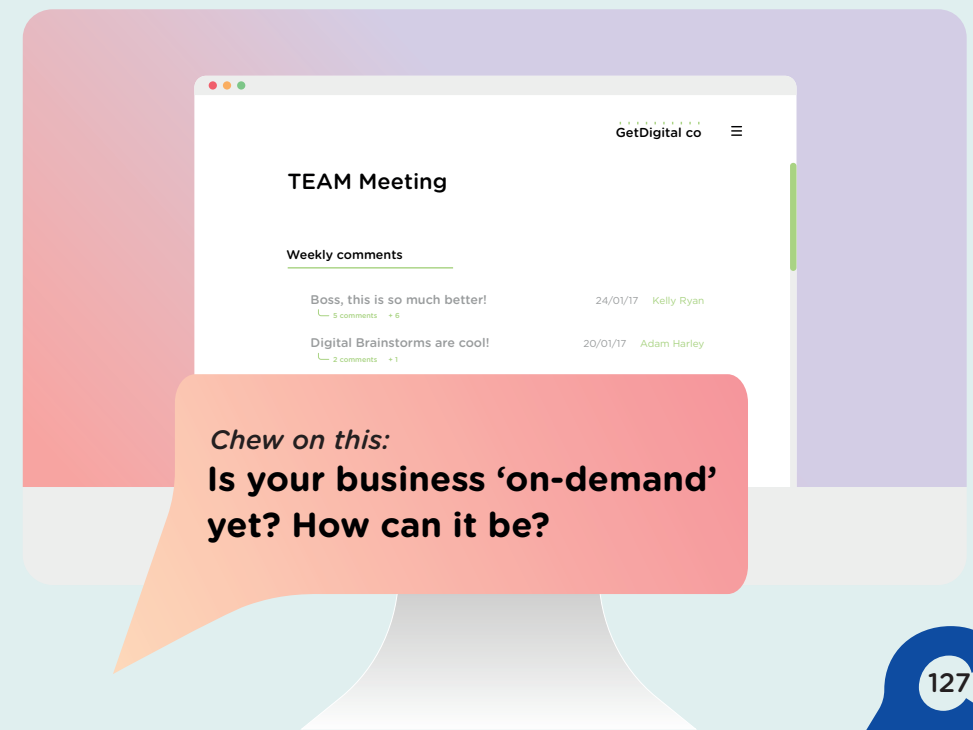 GetDigital co
TEAM Meeting
Weekly comments
Boss, this is so much better! 24/01/17 Kelly Ryan
5 comments + 6
Digital Brainstorms are cool! 20/01/17 Adam Harley
2 comments + 1
Chew on this:
Is your business ‘on-demand’
yet? How can it be?
127